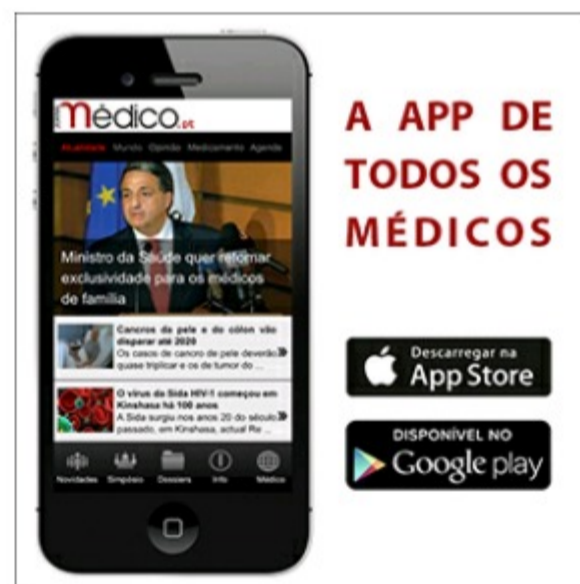 Médico.pt
Atualidade Mundo Opinião Medicamento Agenda
Ministro da Saúde quer retomar
exclusividade para os médicos
de família
Cancros da pele e do cólon vão
disparar até 2020
Os casos de cancro de pele deverão
quase triplicar e os de tumor do ...
O vírus da Sida HIV-1 começou em
Kinshasa há 100 anos
A Sida surgiu nos anos 20 do século
passado, em Kinshasa, actual Re ...
Novidades Simpósio Dossiers Info Médico
A APP DE
TODOS OS
MÉDICOS
Descarregar na
App Store
DISPONÍVEL NO
Google play